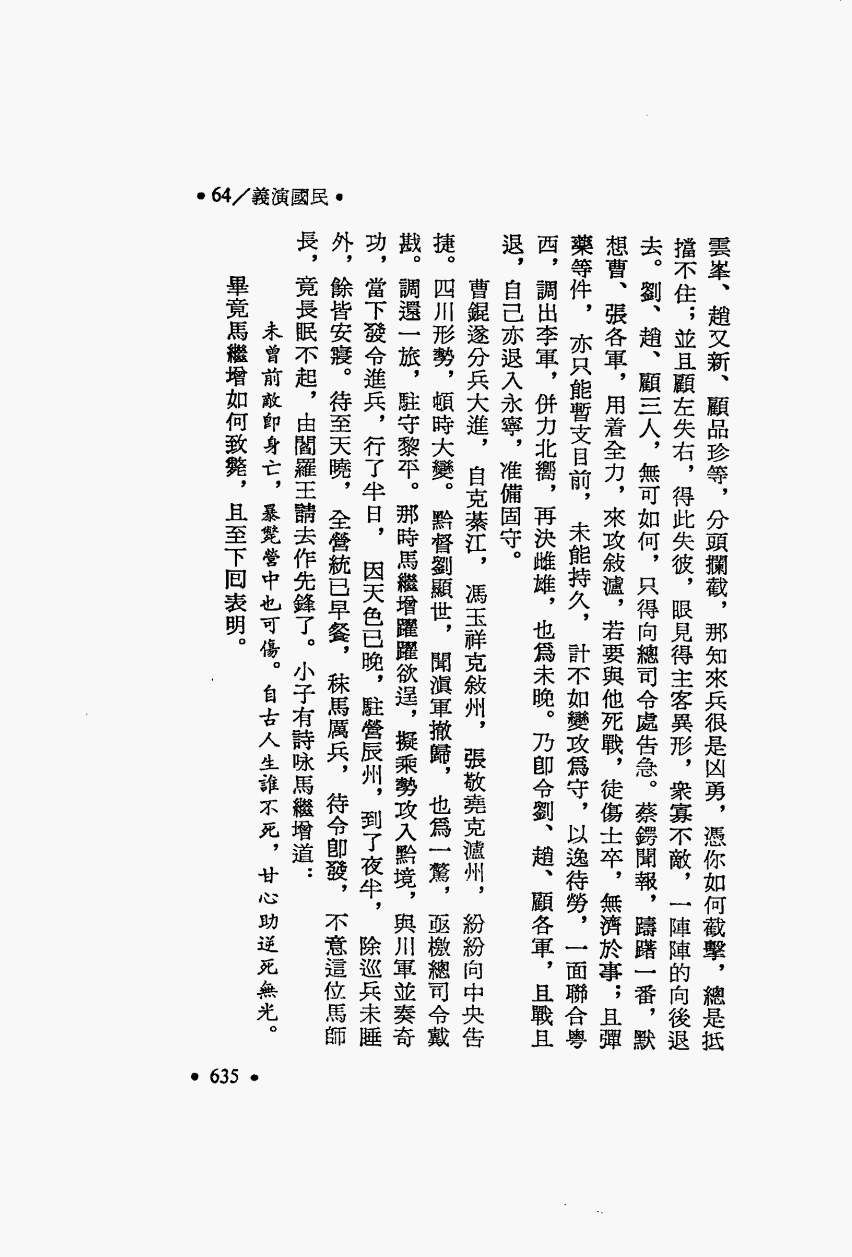 •64／義演國民•
雲峯、趙又新、顧品珍等，分頭攔截，那知來兵很是凶勇，憑你如何截擊，總是抵
擋不住；並且顧左失右，得此失彼，眼見得主客異形，衆寡不敵，一陣陣的向後退
去。劉、趙、顧三人，無可如何，只得向總司令處告急。蔡鍔聞報，躊躇一番，默
想曹、張各軍，用着全力，來攻敍瀘，若要與他死戰，徒傷士卒，無濟於事；且彈
藥等件，亦只能暫支目前，未能持久，計不如變攻爲守，以逸待勞，一面聯合粵
西，調出李軍，併力北嚮，再決雌雄，也爲未晚。乃卽令劉、趙、顧各軍，且戰且
退，自己亦退入永寧，准備固守。
曹錕遂分兵大進，自克綦江，馮玉祥克敍州，張敬堯克瀘州，紛紛向中央告
捷。四川形勢，頓時大變。黔督劉顯世，聞滇軍撤歸，也爲一驚，亟檄總司令戴
戡。調還一旅，駐守黎平。那時馬繼增躍躍欲逞，擬乘勢攻入黔境，與川軍並奏奇
功，當下發令進兵，行了半日，因天色已晚，駐營辰州，到了夜半，除巡兵未睡
外，餘皆安寢。待至天曉，全營統已早餐，秣馬厲兵，待令卽發，不意這位馬師
長，竟長眠不起，由閻羅王請去作先鋒了。小子有詩咏馬繼增道：
未曾前敵卽身亡，暴斃營中也可傷。自古人生誰不死，甘心助逆死無光。
畢竟馬繼增如何致斃，且至下回表明。
•635•